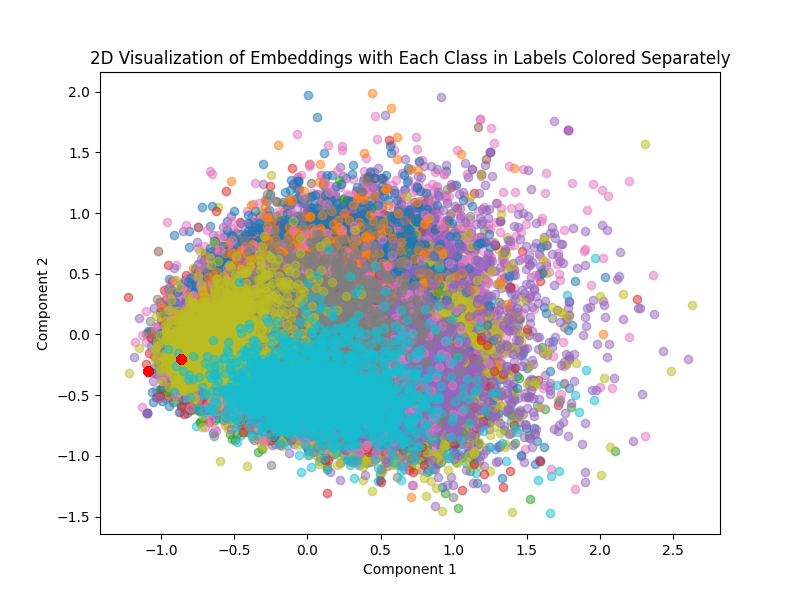 2D Visualization of Embeddings with Each Class in Labels Colored Separately
2.0
1.5
1.0
0.5
0.0
−0.5
−1.0
−1.5
Component 2
−1.0 −0.5 0.0 0.5 1.0 1.5 2.0 2.5
Component 1